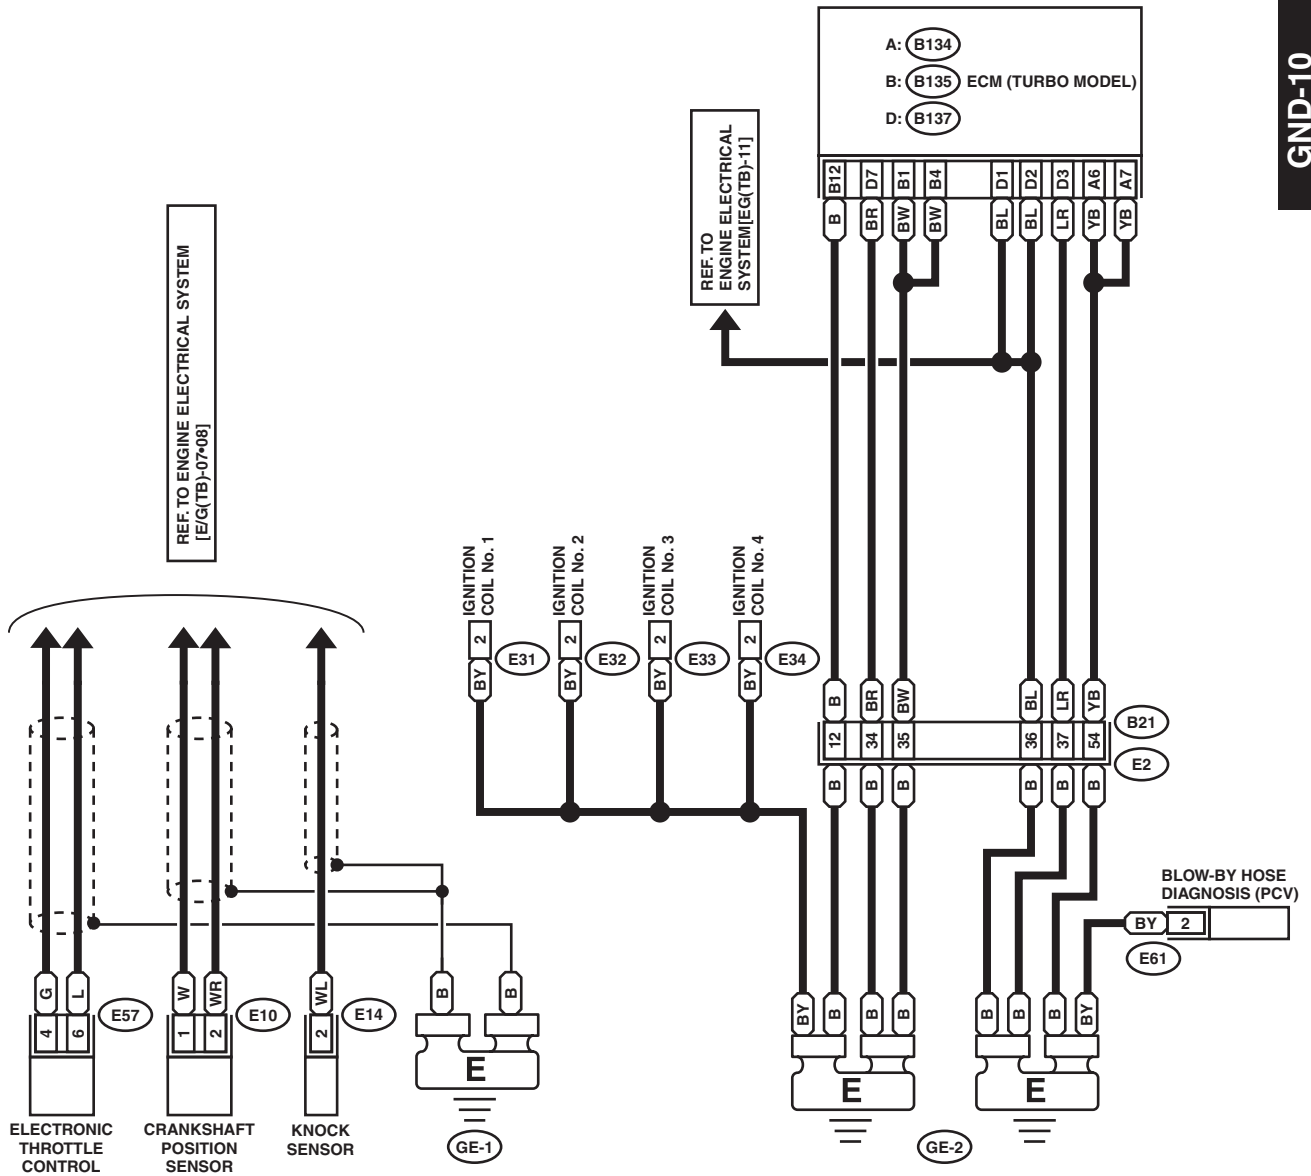 GND-10
A: B134
B: B135 ECM (TURBO MODEL)
D: B137
B12 D7 B1 B4 D1 D2 D3 A6 A7
B BR BW BW BL BL LR YB YB
REF. TO
ENGINE ELECTRICAL
SYSTEM[EG(TB)-11]
REF. TO ENGINE ELECTRICAL SYSTEM
[E/G(TB)-07•08]
IGNITION
COIL No. 1
IGNITION
COIL No. 2
IGNITION
COIL No. 3
IGNITION
COIL No. 4
2 E31 2 E32 2 E33 2 E34
BY BY BY BY
B BR BW BL LR YB
12 34 35 36 37 54
B21
E2
B B B B B B
BLOW-BY HOSE
DIAGNOSIS (PCV)
BY 2
E61
G L W WR WL B B
4 6 E57 1 2 E10 2 E14
BY B B B B B B BY
E E E
ELECTRONIC
THROTTLE
CONTROL
CRANKSHAFT
POSITION
SENSOR
KNOCK
SENSOR
GE-1
GE-2